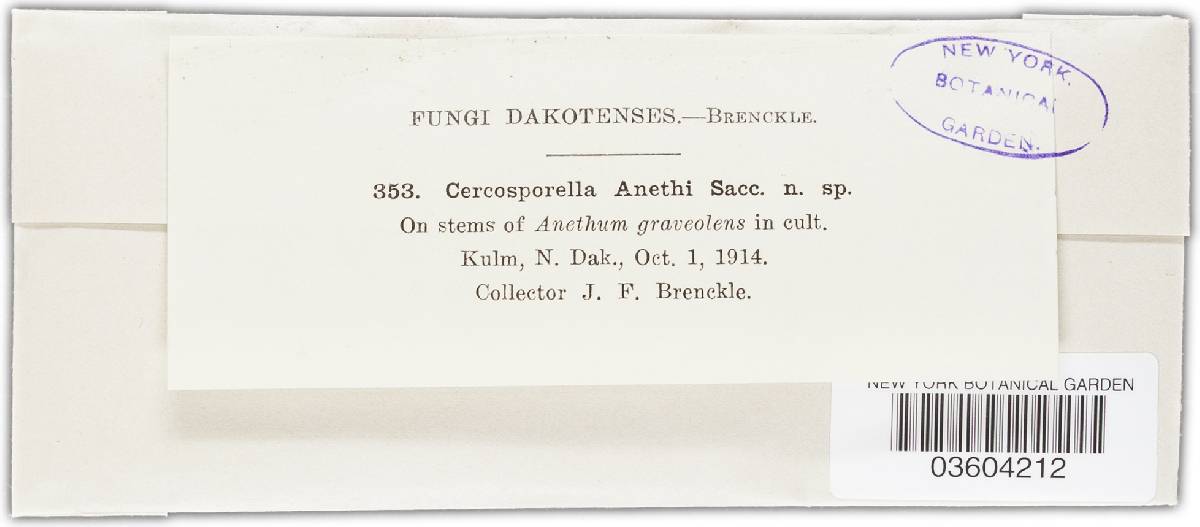 NEW YORK
BOTANICAL
GARDEN.
FUNGI DAKOTENSES.—BRENCKLE.
353. Cercosporella Anethi Sacc. n. sp.
On stems of Anethum graveolens in cult.
Kulm, N. Dak., Oct. 1, 1914.
Collector J. F. Brenckle.
NEW YORK BOTANICAL GARDEN
03604212